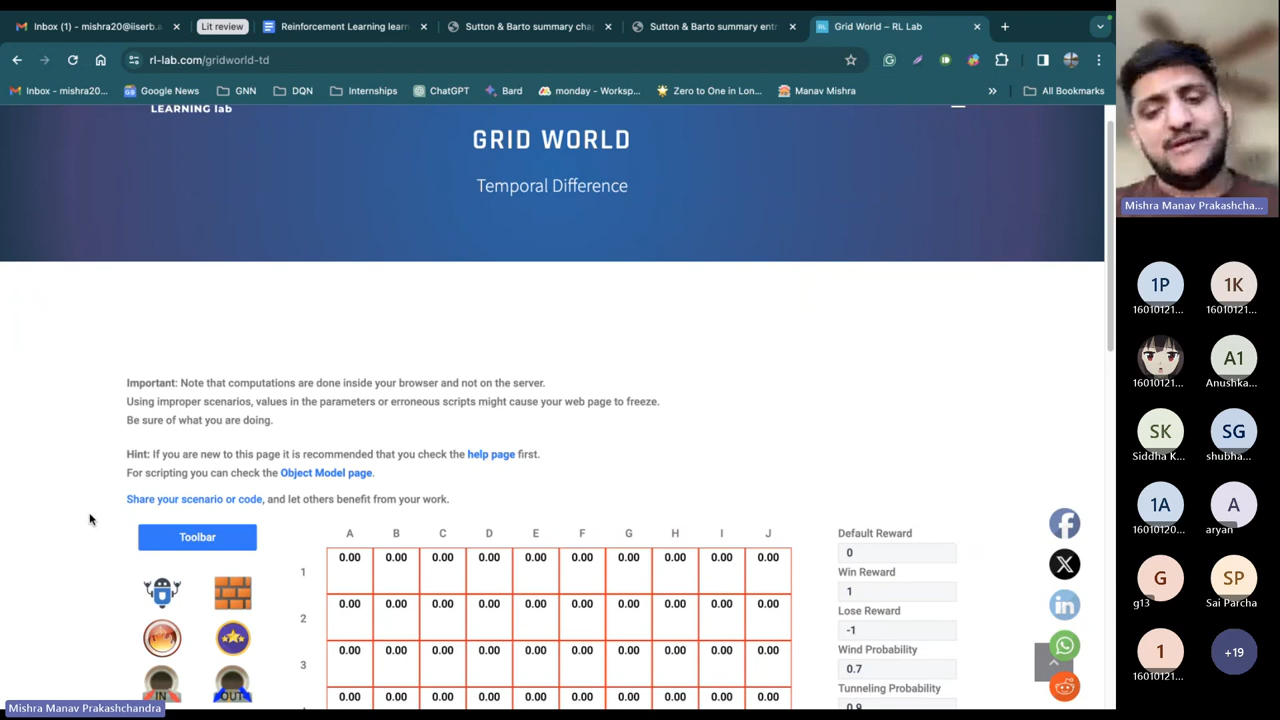 Inbox (1) – mishra20@iiserb.a
Lit review
Reinforcement Learning learn
Sutton & Barto summary cha
Sutton & Barto summary entr
Grid World – RL Lab
rl-lab.com/gridworld-td
Inbox - mishra20...
Google News
GNN
DQN
Internships
ChatGPT
Bard
monday - Worksp...
Zero to One in Lon...
Manav Mishra
All Bookmarks
LEARNING lab
GRID WORLD
Temporal Difference
Important: Note that computations are done inside your browser and not on the server.
Using improper scenarios, values in the parameters or erroneous scripts might cause your web page to freeze.
Be sure of what you are doing.
Hint: If you are new to this page it is recommended that you check the help page first.
For scripting you can check the Object Model page.
Share your scenario or code, and let others benefit from your work.
Toolbar
A B C D E F G H I J
1 0.00 0.00 0.00 0.00 0.00 0.00 0.00 0.00 0.00 0.00
2 0.00 0.00 0.00 0.00 0.00 0.00 0.00 0.00 0.00 0.00
3 0.00 0.00 0.00 0.00 0.00 0.00 0.00 0.00 0.00 0.00
0.00 0.00 0.00 0.00 0.00 0.00 0.00 0.00 0.00 0.00
IN
OUT
Default Reward
0
Win Reward
1
Lose Reward
-1
Wind Probability
0.7
Tunneling Probability
0.9
Mishra Manav Prakashchandra
Mishra Manav Prakashcha...
1P
16010121...
1K
16010121...
16010121...
A1
Anushka...
SK
Siddha K...
SG
shubha...
1A
16010120...
A
aryan
G
g13
SP
Sai Parcha
1
16010121...
+19